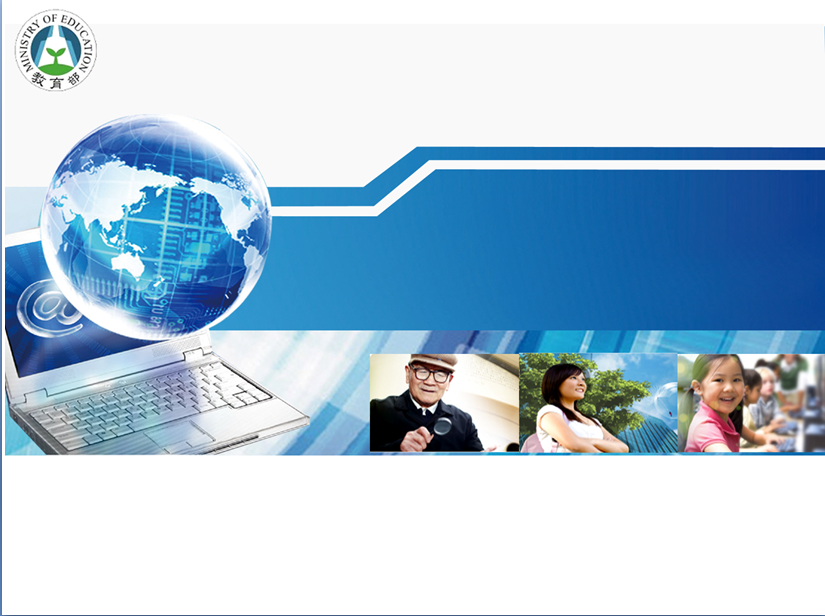 MINISTRY OF EDUCATION
教育部
@